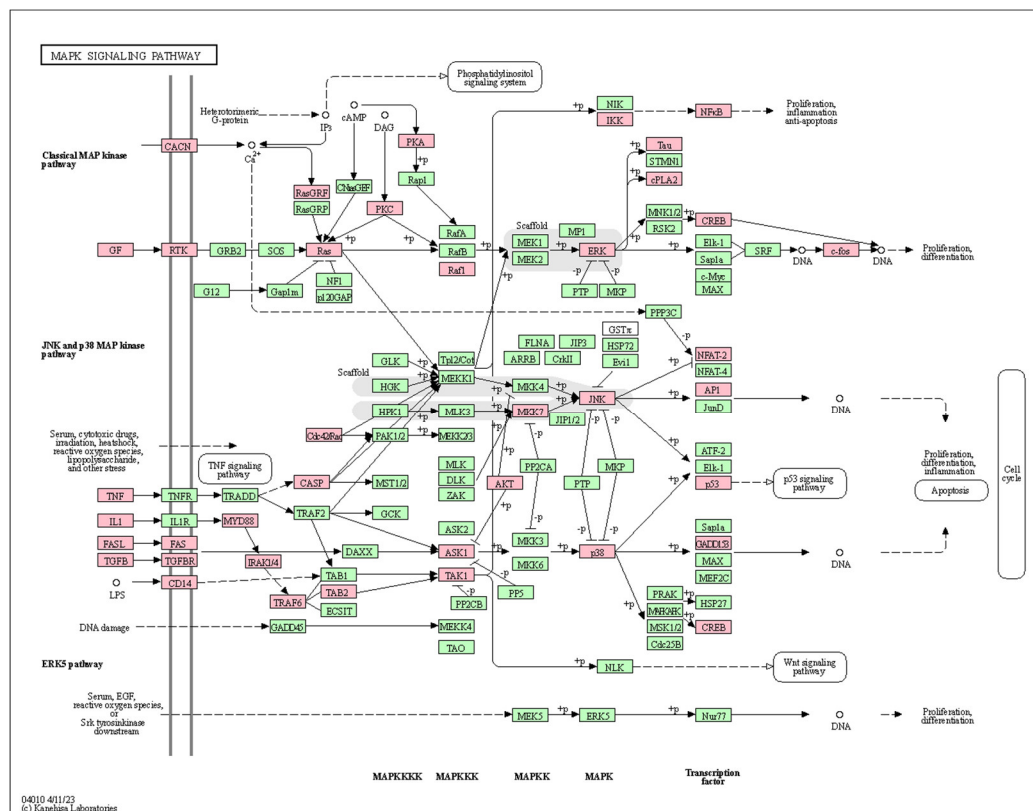 MAPK SIGNALING PATHWAY
Phosphatidylinositol
signaling system
Heterotorimeric
G-protein
IP3
cAMP
DAG
+p
NIK
IKK
NFκB
Proliferation,
inflammation
anti-apoptosis
CACN
Ca2+
PKA
+p
Tau
STMN1
Classical MAP kinase
pathway
RasGRF
RasGRP
CNasGEF
PKC
Rap1
+p
cPLA2
RafA
Scaffold
MP1
MNK1/2
RSK2
+p
CREB
GF
RTK
GRB2
SOS
Ras
+p
+p
RafB
Raf1
+p
MEK1
MEK2
+p
ERK
+p
Elk-1
Sap1a
c-Myc
MAX
SRF
DNA
c-fos
DNA
Proliferation,
differentiation
G12
Gap1m
NF1
p120GAP
-p
-p
PTP
MKP
PPP3C
-p
JNK and p38 MAP kinase
pathway
GSTπ
HSP72
Evi1
FLNA
JIP3
ARRB
CrkII
NFAT-2
NFAT-4
GLK
Tpl2/Cot
Scaffold
HGK
MEKK1
+p
MKK4
+p
JNK
+p
AP1
JunD
DNA
HPK1
MLK3
+p
MKK7
+p
JIP1/2
Cdc42/Rac
PAK1/2
MEKK2/3
-p
-p
-p
Serum, cytotoxic drugs,
irradiation, heatshock,
reactive oxygen species,
lipopolysaccharide,
and other stress
TNF signaling
pathway
MLK
DLK
ZAK
PP2CA
MKP
PTP
ATF-2
Elk-1
p53
p53 signaling
pathway
Proliferation,
differentiation,
inflammation
Apoptosis
Cell
cycle
CASP
MST1/2
AKT
TNF
TNFR
TRADD
TRAF2
GCK
ASK2
+p
-p
-p
-p
IL1
IL1R
MYD88
MKK3
MKK6
Sap1a
GADD153
MAX
MEF2C
DNA
FASL
FAS
DAXX
ASK1
+p
+p
p38
+p
TGFB
TGFBR
IRAK1/4
LPS
CD14
TAB1
TAB2
ECSIT
TAK1
-p
-p
PP2CB
PP5
TRAF6
PRAK
MAPKAPK
MSK1/2
Cdc25B
+p
+p
+p
HSP27
CREB
DNA damage
GADD45
MEKK4
TAO
ERK5 pathway
+p
NLK
Wnt signaling
pathway
Serum, EGF,
reactive oxygen species,
or
Srk tyrosinkinase
downstream
MEK5
+p
ERK5
+p
Nur77
DNA
Proliferation,
differentiation
MAPKKKK
MAPKKK
MAPKK
MAPK
Transcription
factor
04010 4/11/23
(c) Kanehisa Laboratories